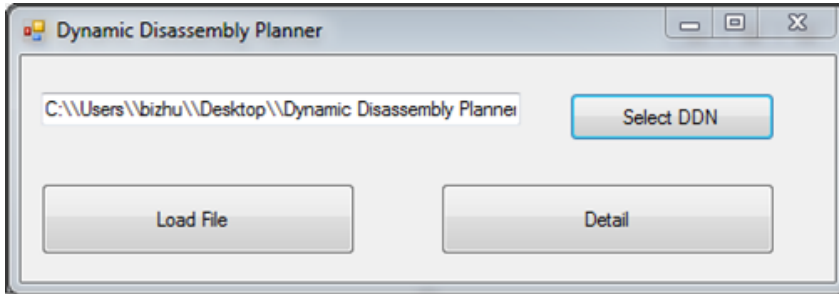 Dynamic Disassembly Planner
C:\\Users\\bizhu\\Desktop\\Dynamic Disassembly Planner
Select DDN
Load File
Detail